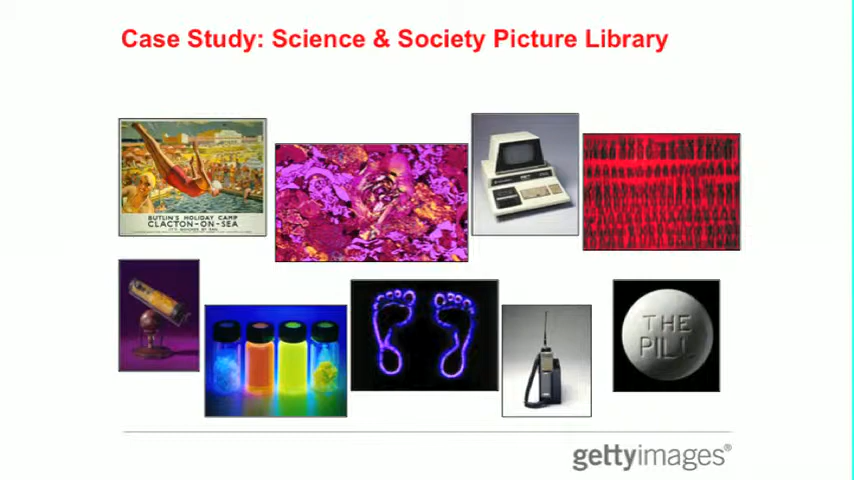 Case Study: Science & Society Picture Library
BUTLIN'S HOLIDAY CAMP
CLACTON-ON-SEA
THE
PILL
gettyimages®